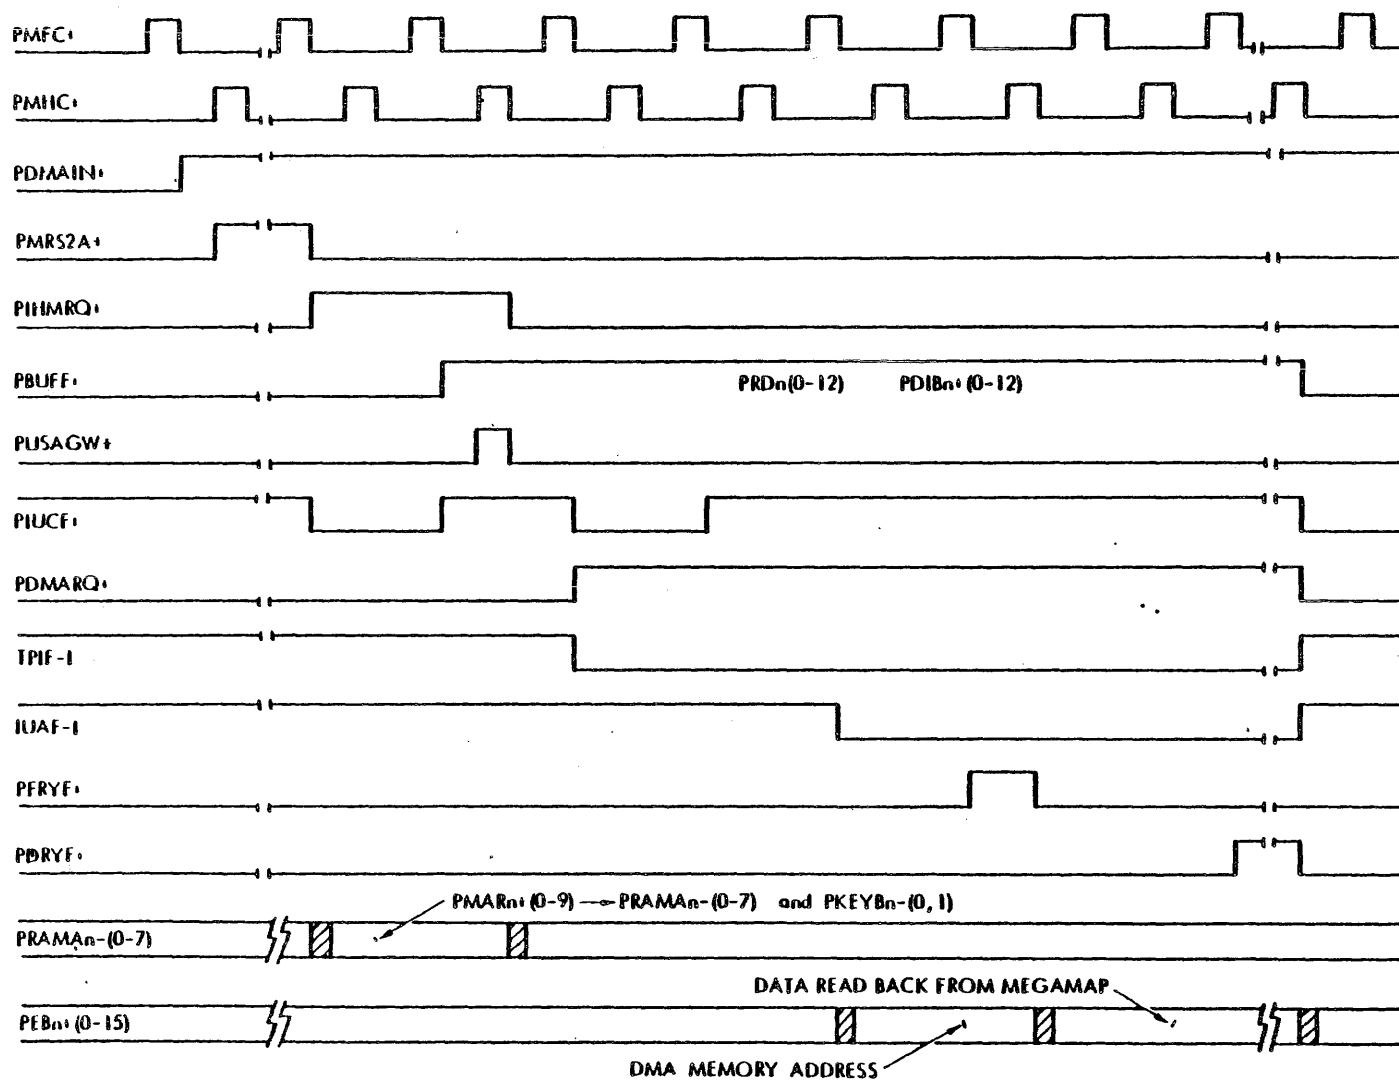 PMFC+
PMHC+
PDMAIN+
PMRS2A+
PIHMRQ+
PBUFF+
PRDn(0-12) PDIBn+(0-12)
PUSAGW+
PIUCF+
PDMARQ+
TPIF-I
IUAF-I
PFRYF+
PDRYF+
PMARn+(0-9) → PRAMAn-(0-7) and PKEYBn-(0,1)
PRAMAn-(0-7)
DATA READ BACK FROM MEGAMAP
PEBn+(0-15)
DMA MEMORY ADDRESS